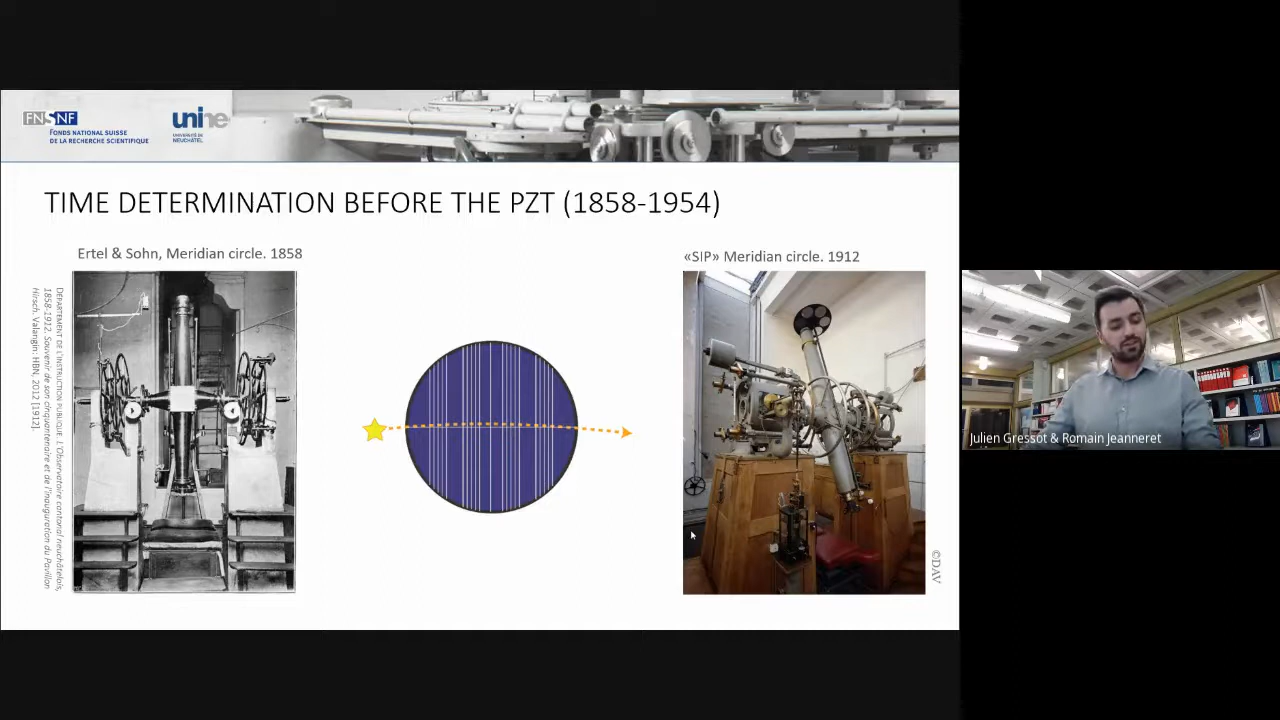 FNSNF
FONDS NATIONAL SUISSE
DE LA RECHERCHE SCIENTIFIQUE
unine
UNIVERSITÉ DE
NEUCHÂTEL
TIME DETERMINATION BEFORE THE PZT (1858-1954)
Ertel & Sohn, Meridian circle. 1858
«SIP» Meridian circle. 1912
DÉPARTEMENT DE L'INSTRUCTION PUBLIQUE. L'Observatoire cantonal neuchâtelois,
1858-1912. Souvenir de son cinquantenaire et de l'inauguration du Pavillon
Hirsch. Valangin: HBN, 2012 [1912].
©DAV
Julien Gressot & Romain Jeanneret